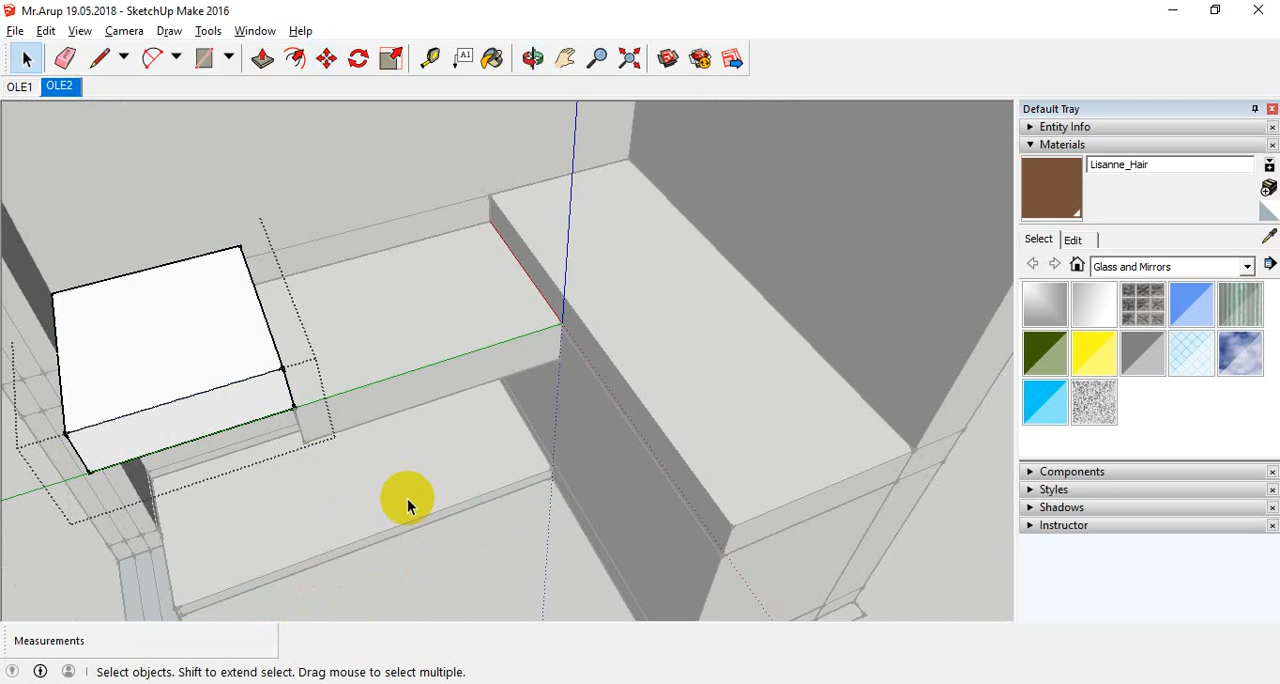 Mr.Arup 19.05.2018 - SketchUp Make 2016
File Edit View Camera Draw Tools Window Help
A1
OLE1 OLE2
Default Tray
Entity Info
Materials
Lisanne_Hair
Select Edit
Glass and Mirrors
Components
Styles
Shadows
Instructor
Measurements
Select objects. Shift to extend select. Drag mouse to select multiple.